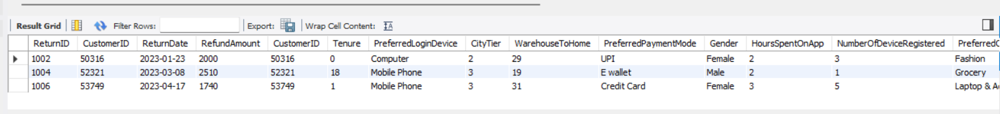 Result Grid Filter Rows: Export: Wrap Cell Content: IA
ReturnID CustomerID ReturnDate RefundAmount CustomerID Tenure PreferredLoginDevice CityTier WarehouseToHome PreferredPaymentMode Gender HoursSpentOnApp NumberOfDeviceRegistered PreferredO
1002 50316 2023-01-23 2000 50316 0 Computer 2 29 UPI Female 2 3 Fashion
1004 52321 2023-03-08 2510 52321 18 Mobile Phone 3 19 E wallet Male 2 1 Grocery
1006 53749 2023-04-17 1740 53749 1 Mobile Phone 3 31 Credit Card Female 3 5 Laptop & A